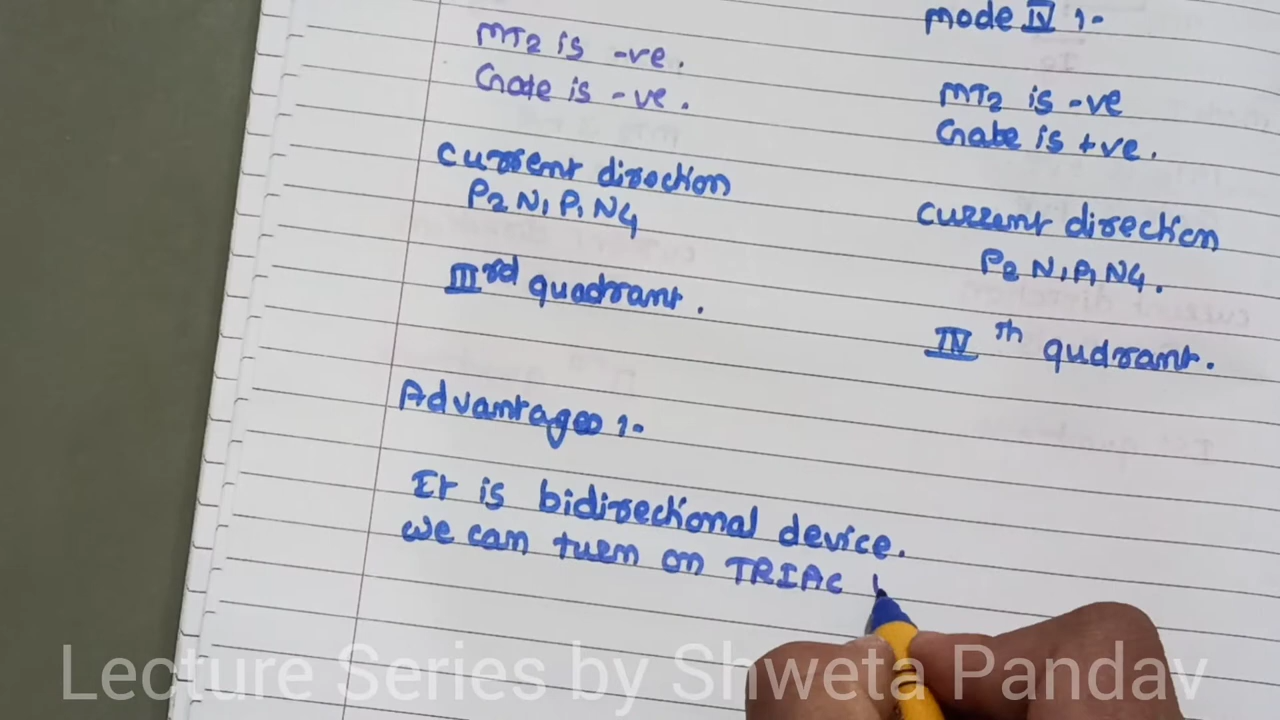 MT2 is -ve.
Gate is -ve.
current direction
P2 N1 P1 N4
IIIrd quadrant.
mode IV :-
MT2 is -ve
Gate is +ve.
current direction
P2 N1 P1 N4.
IV th qudrant.
Advantages :-
It is bidirectional device.
we can turn on TRIAC
Lecture Series by Shweta Pandav